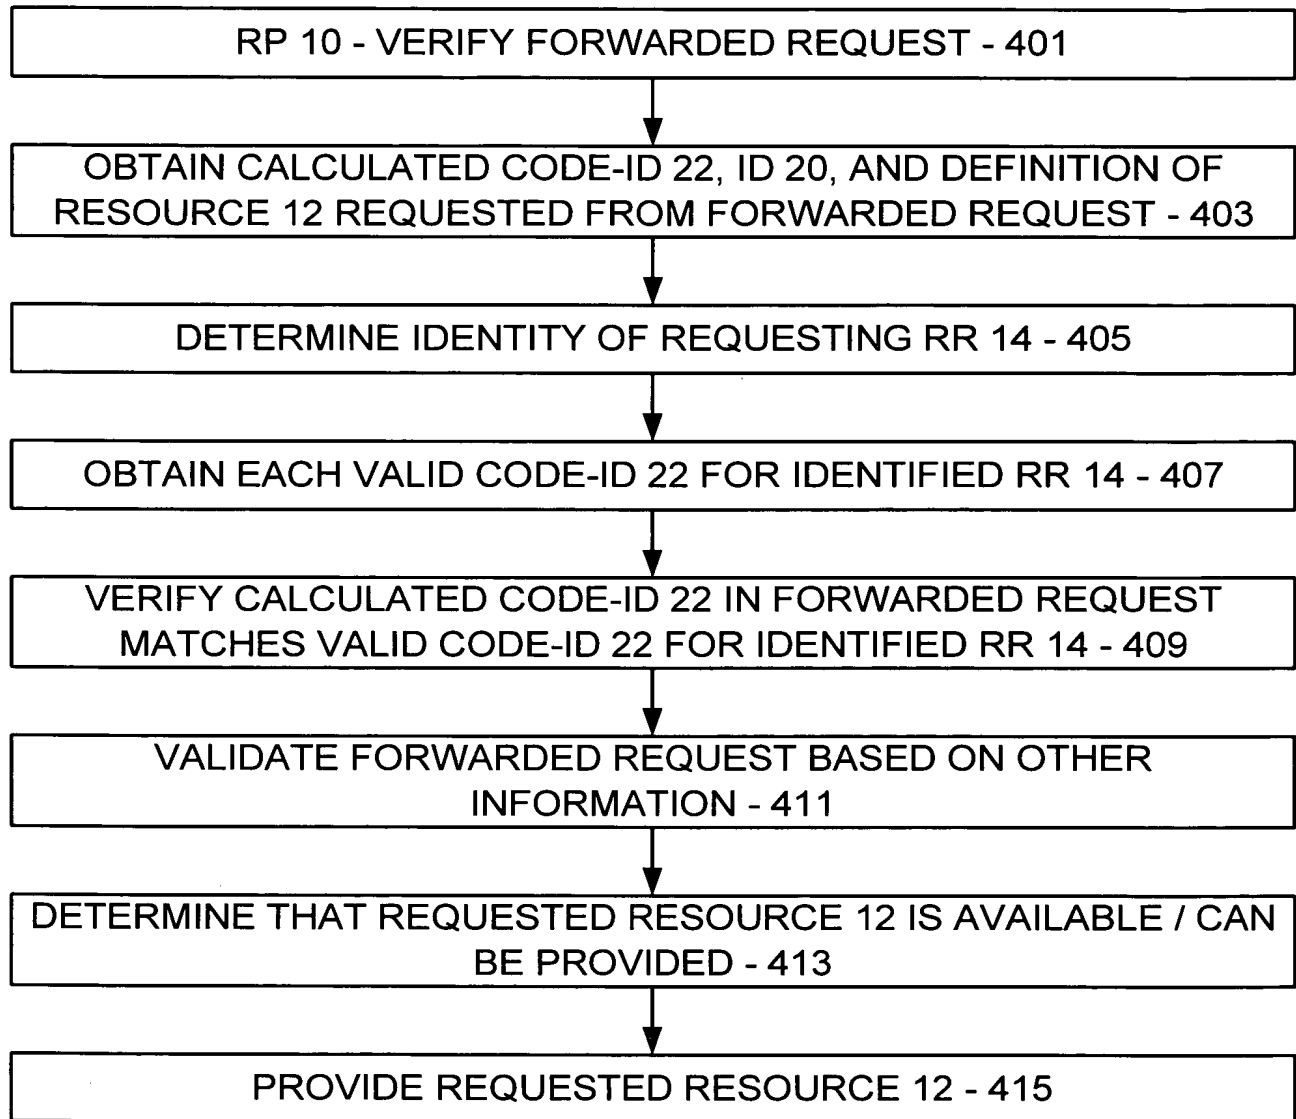 RP 10 - VERIFY FORWARDED REQUEST - 401
OBTAIN CALCULATED CODE-ID 22, ID 20, AND DEFINITION OF
RESOURCE 12 REQUESTED FROM FORWARDED REQUEST - 403
DETERMINE IDENTITY OF REQUESTING RR 14 - 405
OBTAIN EACH VALID CODE-ID 22 FOR IDENTIFIED RR 14 - 407
VERIFY CALCULATED CODE-ID 22 IN FORWARDED REQUEST
MATCHES VALID CODE-ID 22 FOR IDENTIFIED RR 14 - 409
VALIDATE FORWARDED REQUEST BASED ON OTHER
INFORMATION - 411
DETERMINE THAT REQUESTED RESOURCE 12 IS AVAILABLE / CAN
BE PROVIDED - 413
PROVIDE REQUESTED RESOURCE 12 - 415